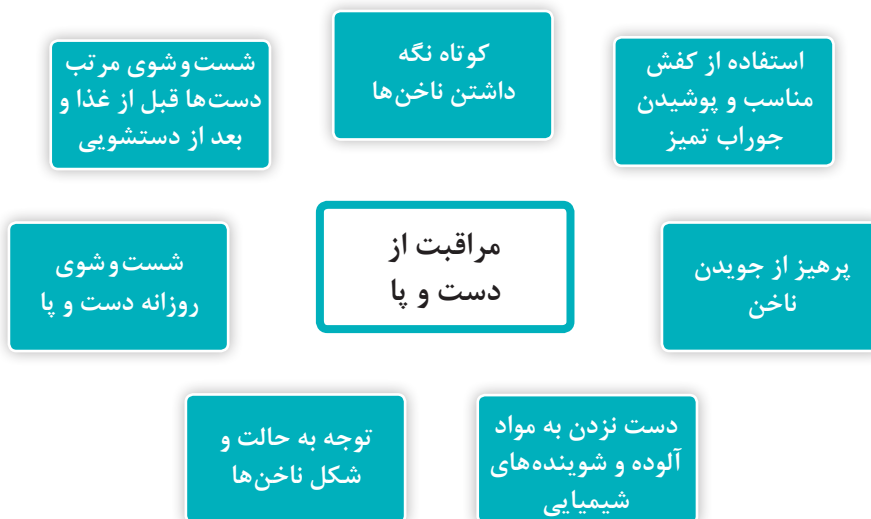 استفاده از کفش
مناسب و پوشیدن
جوراب تمیز
کوتاه نگه
داشتن ناخن‌ها
شست‌و‌شوی مرتب
دست‌ها قبل از غذا و
بعد از دستشویی
پرهیز از جویدن
ناخن
مراقبت از
دست و پا
شست‌و‌شوی
روزانه دست و پا
دست نزدن به مواد
آلوده و شوینده‌های
شیمیایی
توجه به حالت و
شکل ناخن‌ها